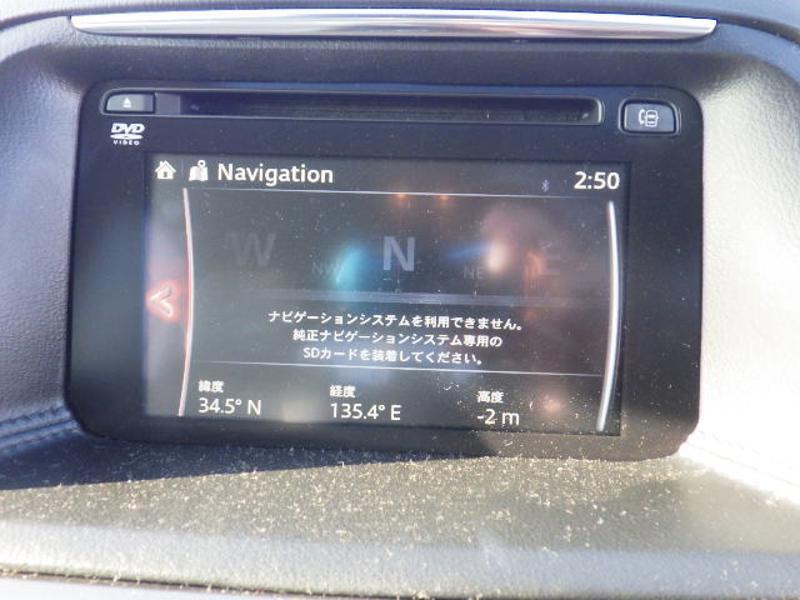 DVD
VIDEO
Navigation
2:50
W
NW
N
NE
E
ナビゲーションシステムを利用できません。
純正ナビゲーションシステム専用の
SDカードを装着してください。
緯度
経度
高度
34.5° N
135.4° E
-2 m